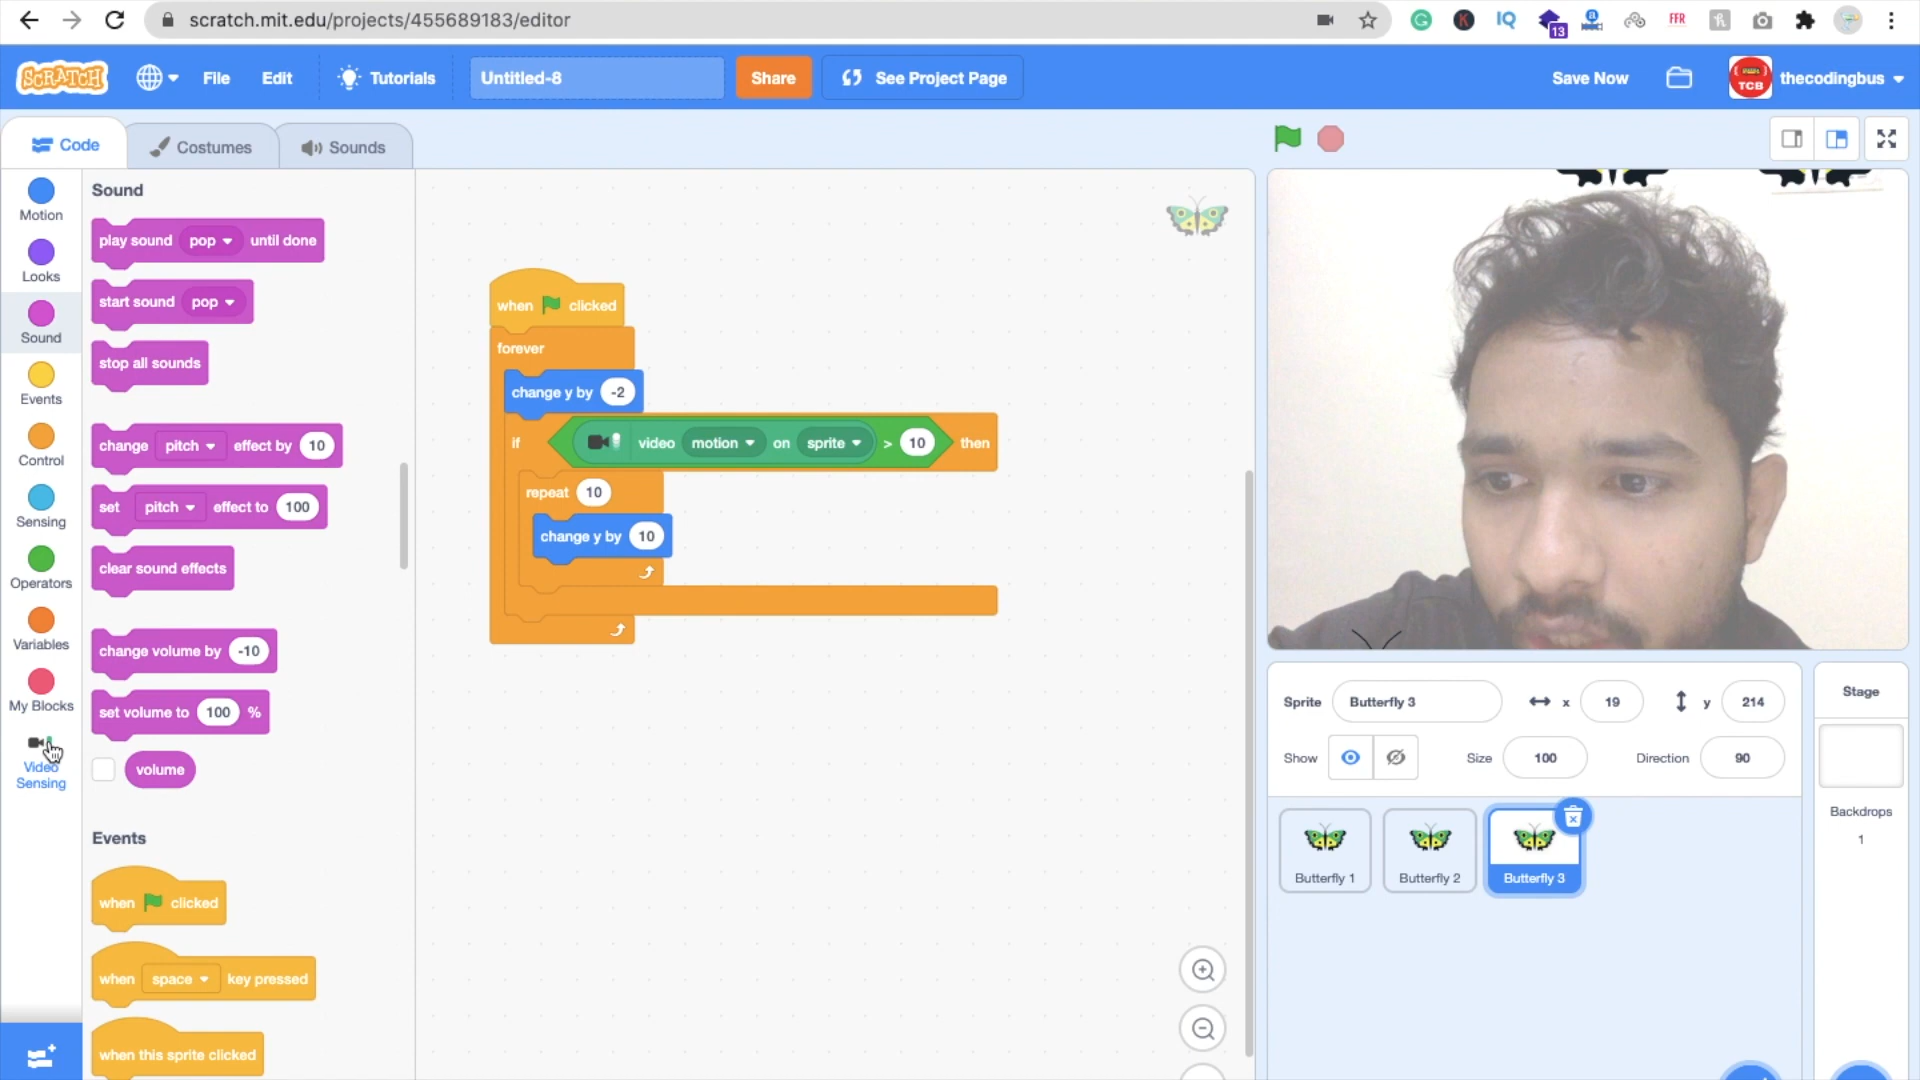 scratch.mit.edu/projects/455689183/editor
IQ
13
FFR
SCRATCH
File
Edit
Tutorials
Untitled-8
Share
See Project Page
Save Now
TCB
thecodingbus
Code
Costumes
Sounds
Motion
Looks
Sound
Events
Control
Sensing
Operators
Variables
My Blocks
Video
Sensing
Sound
play sound pop until done
start sound pop
stop all sounds
change pitch effect by 10
set pitch effect to 100
clear sound effects
change volume by -10
set volume to 100 %
volume
Events
when clicked
when space key pressed
when this sprite clicked
when clicked
forever
change y by -2
if video motion on sprite > 10 then
repeat 10
change y by 10
Sprite Butterfly 3 x 19 y 214
Show Size 100 Direction 90
Butterfly 1
Butterfly 2
Butterfly 3
Stage
Backdrops
1